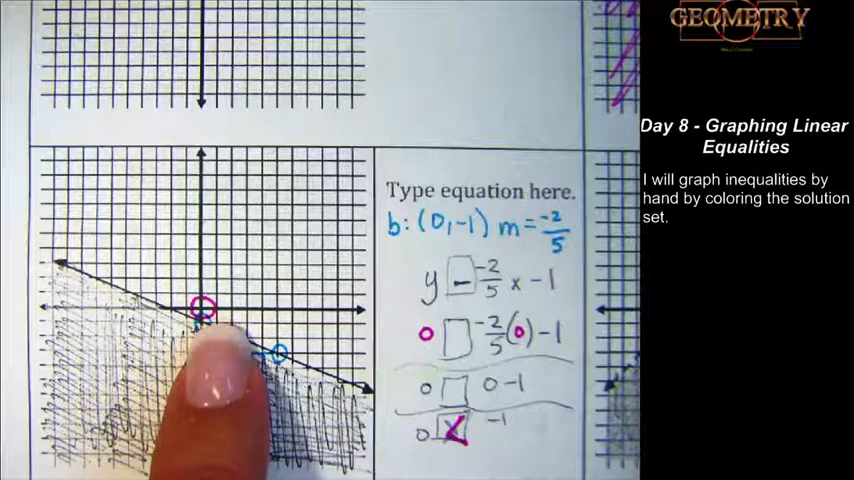 GEOMETRY
Day 8 - Graphing Linear
Equalities
I will graph inequalities by
hand by coloring the solution
set.
Type equation here.
b: (0,-1) m = -2/5
y -2/5 x - 1
0 -2/5 (0) - 1
0 0 - 1
0 < -1